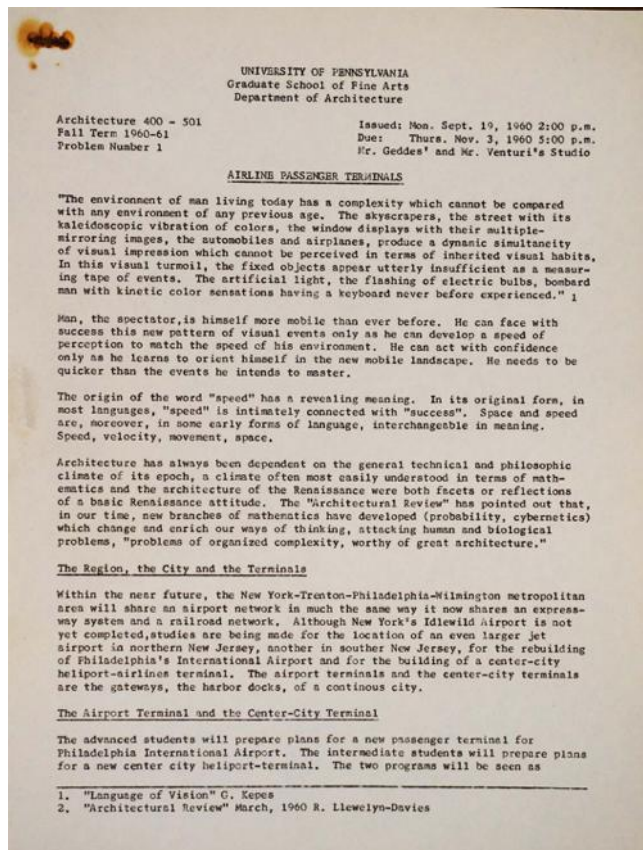 UNIVERSITY OF PENNSYLVANIA
Graduate School of Fine Arts
Department of Architecture
Architecture 400 - 501
Fall Term 1960-61
Problem Number 1
Issued: Mon. Sept. 19, 1960 2:00 p.m.
Due: Thurs. Nov. 3, 1960 5:00 p.m.
Mr. Geddes' and Mr. Venturi's Studio
AIRLINE PASSENGER TERMINALS
"The environment of man living today has a complexity which cannot be compared
with any environment of any previous age. The skyscrapers, the street with its
kaleidoscopic vibration of colors, the window displays with their multiple-
mirroring images, the automobiles and airplanes, produce a dynamic simultaneity
of visual impression which cannot be perceived in terms of inherited visual habits.
In this visual turmoil, the fixed objects appear utterly insufficient as a measur-
ing tape of events. The artificial light, the flashing of electric bulbs, bombard
man with kinetic color sensations having a keyboard never before experienced." 1
Man, the spectator,is himself more mobile than ever before. He can face with
success this new pattern of visual events only as he can develop a speed of
perception to match the speed of his environment. He can act with confidence
only as he learns to orient himself in the new mobile landscape. He needs to be
quicker than the events he intends to master.
The origin of the word "speed" has a revealing meaning. In its original form, in
most languages, "speed" is intimately connected with "success". Space and speed
are, moreover, in some early forms of language, interchangeable in meaning.
Speed, velocity, movement, space.
Architecture has always been dependent on the general technical and philosophic
climate of its epoch, a climate often most easily understood in terms of math-
ematics and the architecture of the Renaissance were both facets or reflections
of a basic Renaissance attitude. The "Architectural Review" has pointed out that,
in our time, new branches of mathematics have developed (probability, cybernetics)
which change and enrich our ways of thinking, attacking human and biological
problems, "problems of organized complexity, worthy of great architecture."
The Region, the City and the Terminals
Within the near future, the New York-Trenton-Philadelphia-Wilmington metropolitan
area will share an airport network in much the same way it now shares an express-
way system and a railroad network. Although New York's Idlewild Airport is not
yet completed,studies are being made for the location of an even larger jet
airport in northern New Jersey, another in souther New Jersey, for the rebuilding
of Philadelphia's International Airport and for the building of a center-city
heliport-airlines terminal. The airport terminals and the center-city terminals
are the gateways, the harbor docks, of a continous city.
The Airport Terminal and the Center-City Terminal
The advanced students will prepare plans for a new passenger terminal for
Philadelphia International Airport. The intermediate students will prepare plans
for a new center city heliport-terminal. The two programs will be seen as
1. "Language of Vision" G. Kepes
2. "Architectural Review" March, 1960 R. Llewelyn-Davies